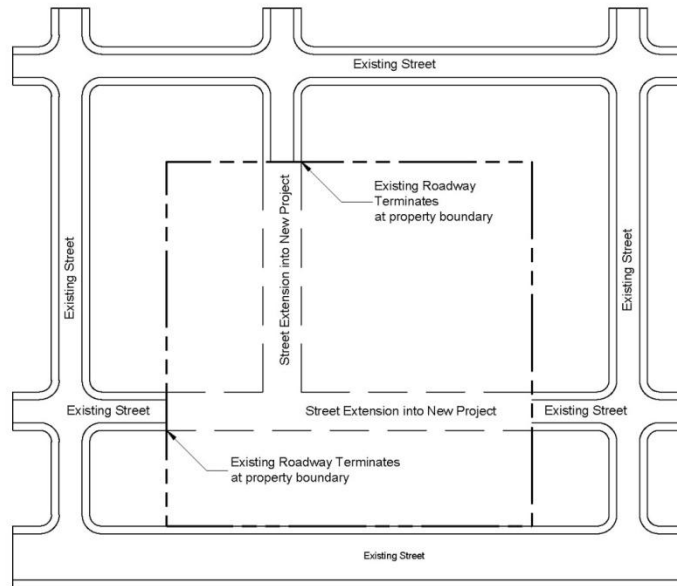 Existing Street
Existing Roadway
Terminates
at property boundary
Street Extension into New Project
Existing Street
Existing Street
Existing Street
Street Extension into New Project
Existing Street
Existing Roadway Terminates
at property boundary
Existing Street